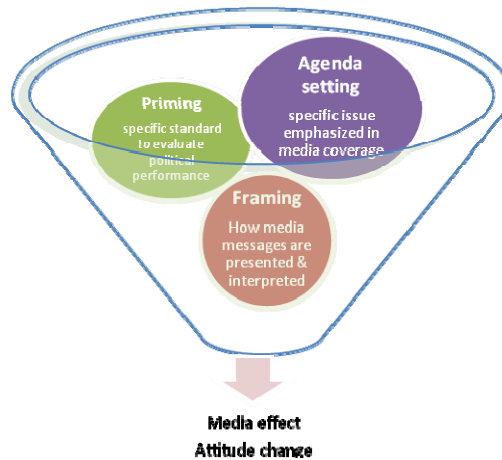 Agenda
setting
specific issue
emphasized in
media coverage
Priming
specific standard
to evaluate
political
performance
Framing
How media
messages are
presented &
interpreted
Media effect
Attitude change